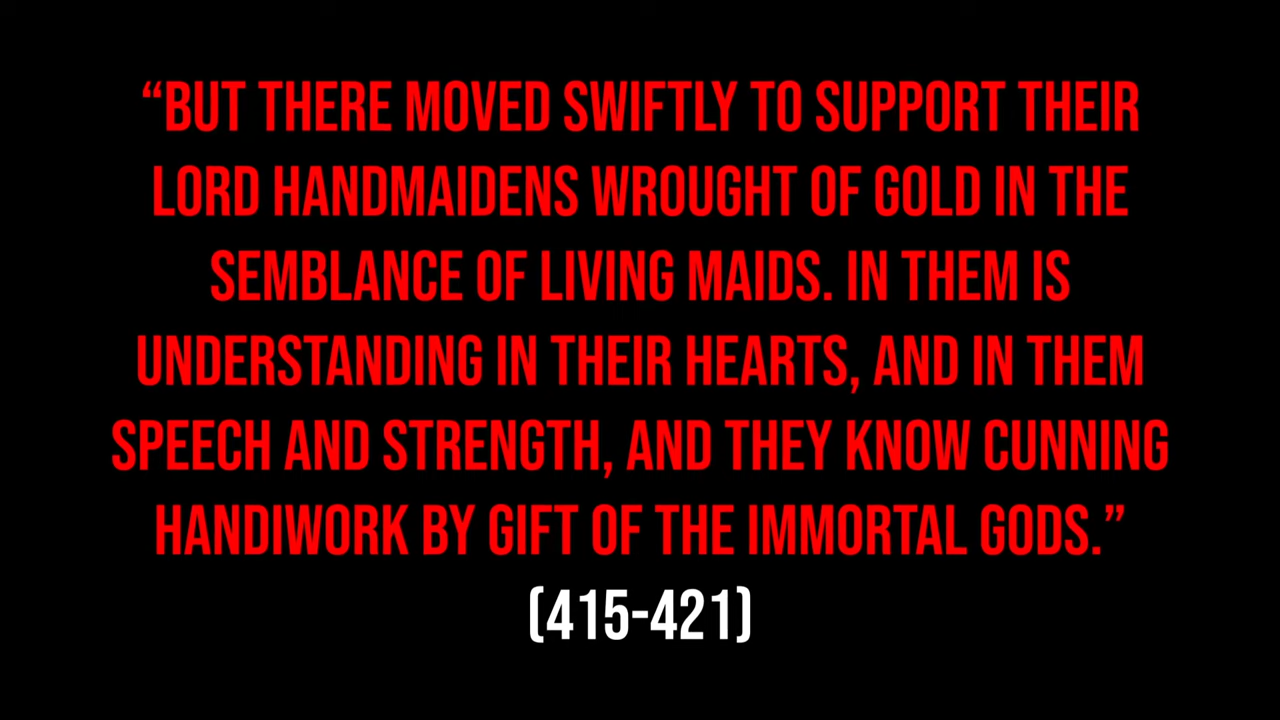 “BUT THERE MOVED SWIFTLY TO SUPPORT THEIR
LORD HANDMAIDENS WROUGHT OF GOLD IN THE
SEMBLANCE OF LIVING MAIDS. IN THEM IS
UNDERSTANDING IN THEIR HEARTS, AND IN THEM
SPEECH AND STRENGTH, AND THEY KNOW CUNNING
HANDIWORK BY GIFT OF THE IMMORTAL GODS.”
(415-421)